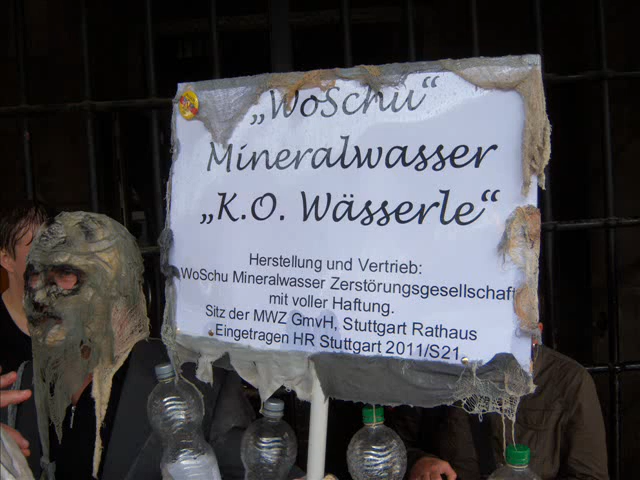 „WoSchu“
Mineralwasser
„K.O. Wässerle“
Herstellung und Vertrieb:
WoSchu Mineralwasser Zerstörungsgesellschaft
mit voller Haftung.
Sitz der MWZ GmvH, Stuttgart Rathaus
Eingetragen HR Stuttgart 2011/S21